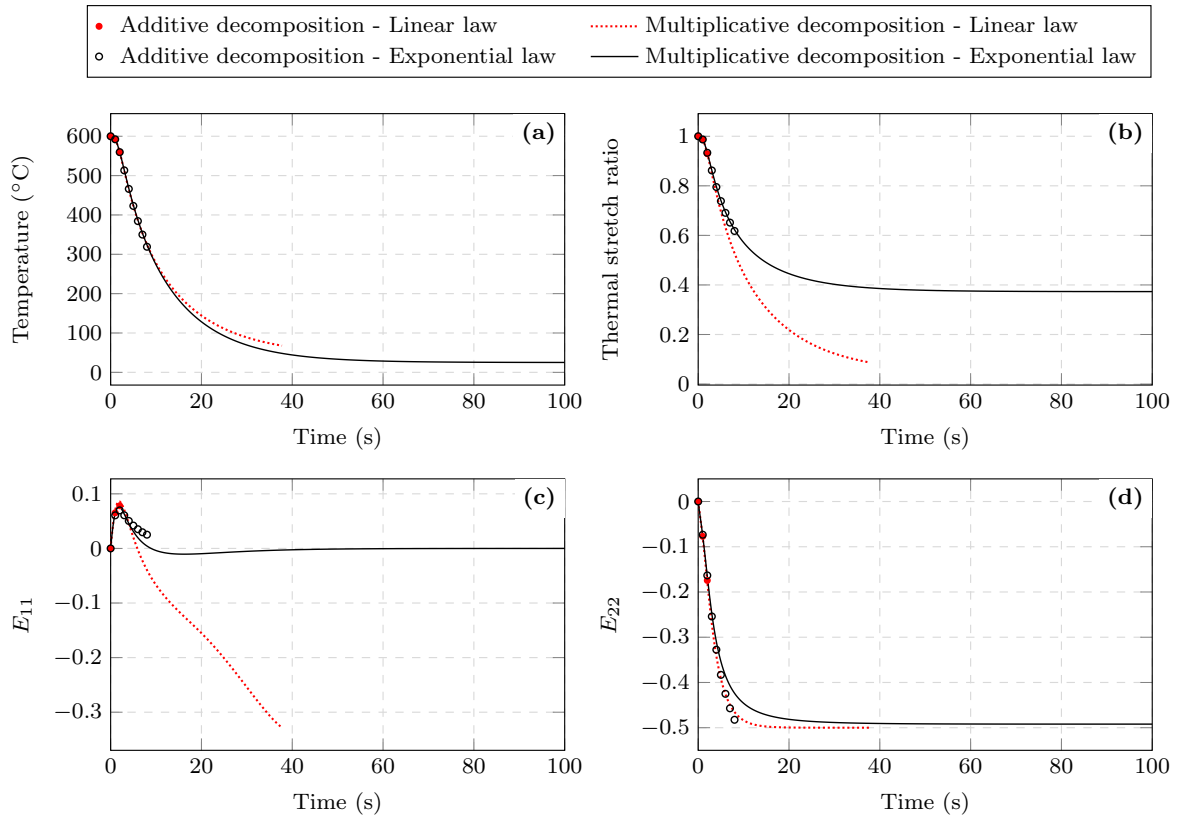 Additive decomposition - Linear law
Multiplicative decomposition - Linear law
Additive decomposition - Exponential law
Multiplicative decomposition - Exponential law
(a)
Temperature (°C)
600
500
400
300
200
100
0
0 20 40 60 80 100
Time (s)
(b)
Thermal stretch ratio
1
0.8
0.6
0.4
0.2
0
0 20 40 60 80 100
Time (s)
(c)
E₁₁
0.1
0
−0.1
−0.2
−0.3
0 20 40 60 80 100
Time (s)
(d)
E₂₂
0
−0.1
−0.2
−0.3
−0.4
−0.5
0 20 40 60 80 100
Time (s)